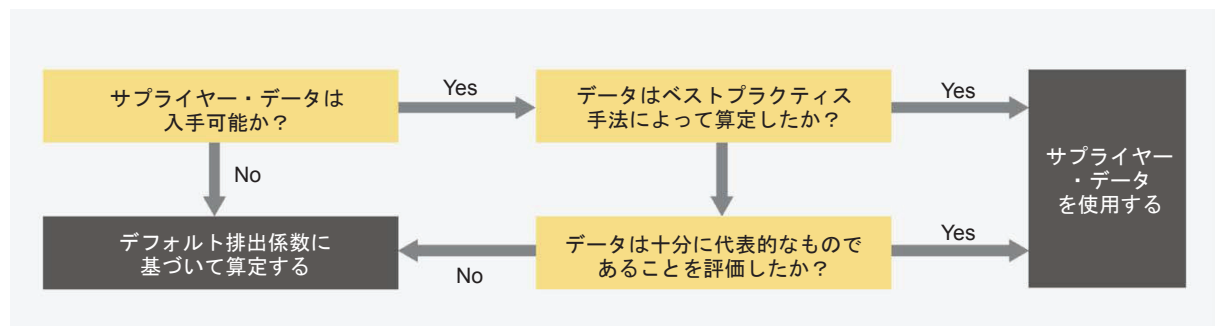 サプライヤー・データは
入手可能か？
Yes
データはベストプラクティス
手法によって算定したか？
Yes
サプライヤー
・データ
を使用する
No
デフォルト排出係数に
基づいて算定する
No
データは十分に代表的なもので
あることを評価したか？
Yes